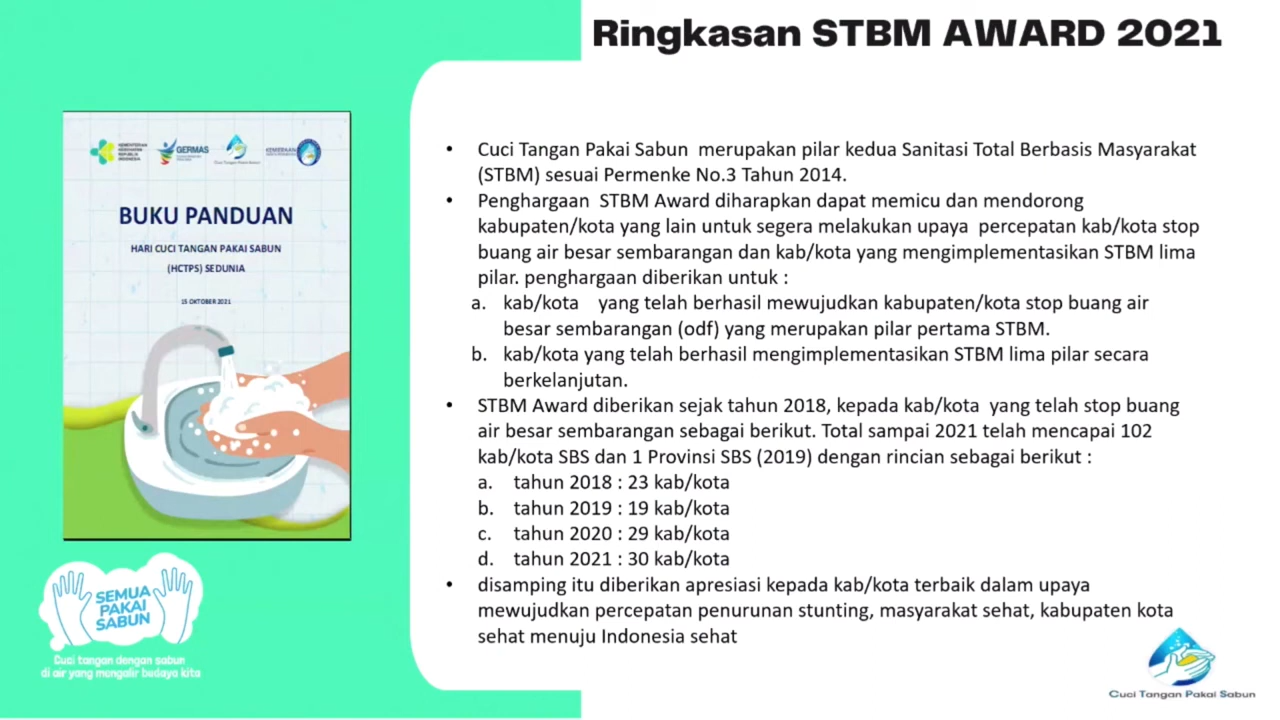 Ringkasan STBM AWARD 2021
KEMENTERIAN
KESEHATAN
REPUBLIK
INDONESIA
GERMAS
Cuci Tangan Pakai Sabun
BUKU PANDUAN
HARI CUCI TANGAN PAKAI SABUN
(HCTPS) SEDUNIA
15 OKTOBER 2021
SEMUA
PAKAI
SABUN
Cuci tangan dengan sabun
di air yang mengalir budaya kita
• Cuci Tangan Pakai Sabun merupakan pilar kedua Sanitasi Total Berbasis Masyarakat
(STBM) sesuai Permenke No.3 Tahun 2014.
• Penghargaan STBM Award diharapkan dapat memicu dan mendorong
kabupaten/kota yang lain untuk segera melakukan upaya percepatan kab/kota stop
buang air besar sembarangan dan kab/kota yang mengimplementasikan STBM lima
pilar. penghargaan diberikan untuk :
a. kab/kota yang telah berhasil mewujudkan kabupaten/kota stop buang air
besar sembarangan (odf) yang merupakan pilar pertama STBM.
b. kab/kota yang telah berhasil mengimplementasikan STBM lima pilar secara
berkelanjutan.
• STBM Award diberikan sejak tahun 2018, kepada kab/kota yang telah stop buang
air besar sembarangan sebagai berikut. Total sampai 2021 telah mencapai 102
kab/kota SBS dan 1 Provinsi SBS (2019) dengan rincian sebagai berikut :
a. tahun 2018 : 23 kab/kota
b. tahun 2019 : 19 kab/kota
c. tahun 2020 : 29 kab/kota
d. tahun 2021 : 30 kab/kota
• disamping itu diberikan apresiasi kepada kab/kota terbaik dalam upaya
mewujudkan percepatan penurunan stunting, masyarakat sehat, kabupaten kota
sehat menuju Indonesia sehat
Cuci Tangan Pakai Sabun